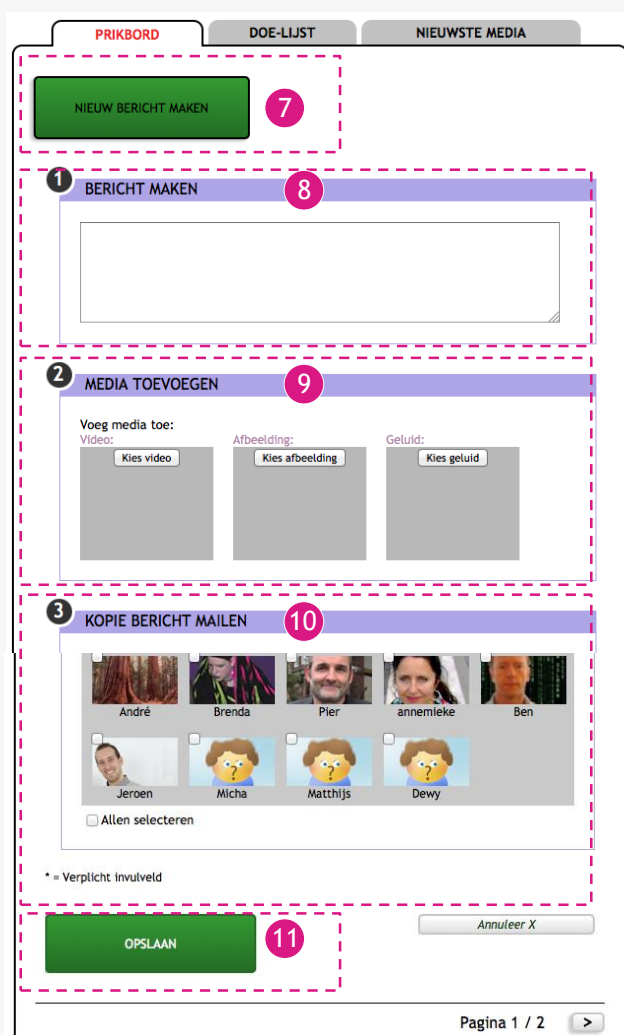 PRIKBORD DOE-LIJST NIEUWSTE MEDIA
NIEUW BERICHT MAKEN 7
1 BERICHT MAKEN 8
2 MEDIA TOEVOEGEN 9
Voeg media toe:
Video: Afbeelding: Geluid:
Kies video Kies afbeelding Kies geluid
3 KOPIE BERICHT MAILEN 10
André Brenda Pier annemieke Ben
Jeroen Micha Matthijs Dewy
Allen selecteren
* = Verplicht invulveld
Annuleer X
OPSLAAN 11
Pagina 1 / 2 >